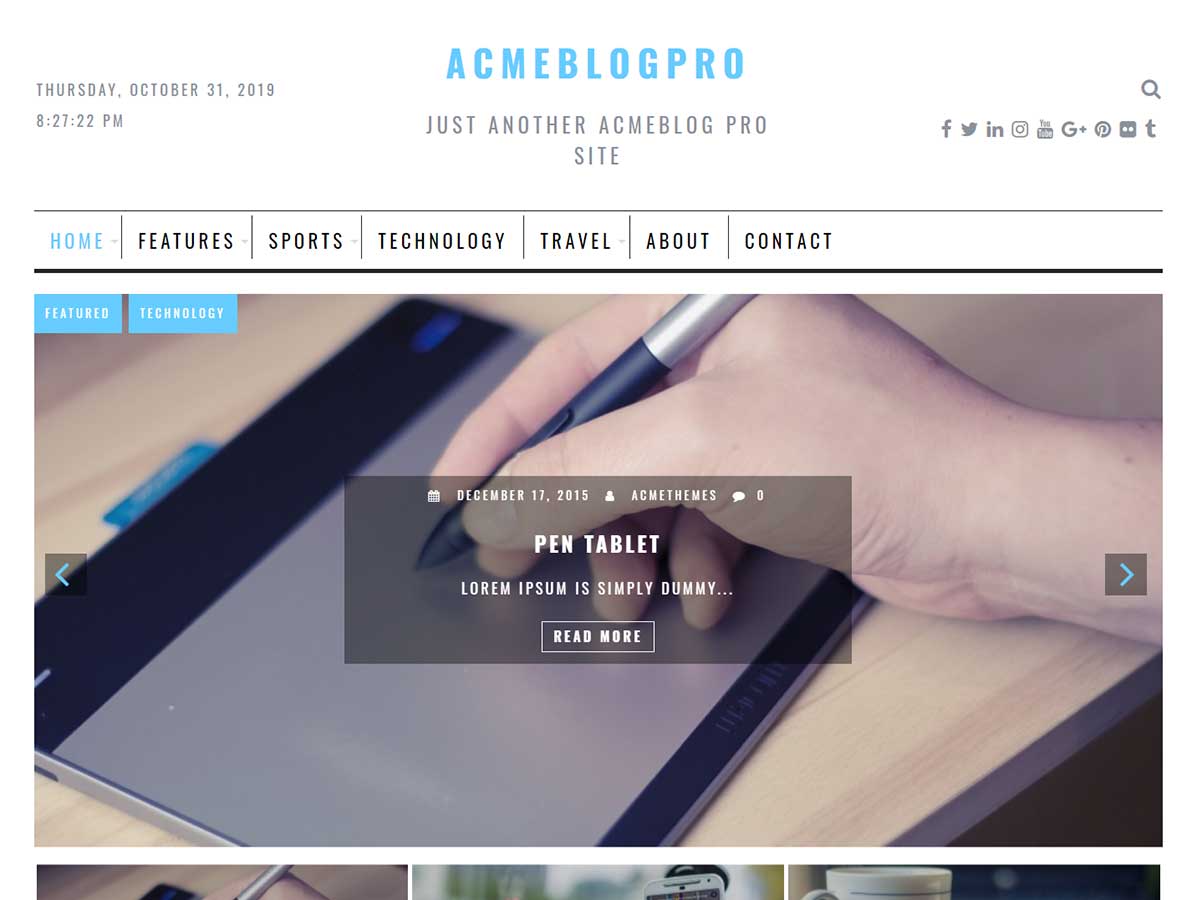 THURSDAY, OCTOBER 31, 2019
8:27:22 PM
ACMEBLOGPRO
JUST ANOTHER ACMEBLOG PRO
SITE
HOME FEATURES SPORTS TECHNOLOGY TRAVEL ABOUT CONTACT
FEATURED TECHNOLOGY
DECEMBER 17, 2015 ACMETHEMES 0
PEN TABLET
LOREM IPSUM IS SIMPLY DUMMY...
READ MORE